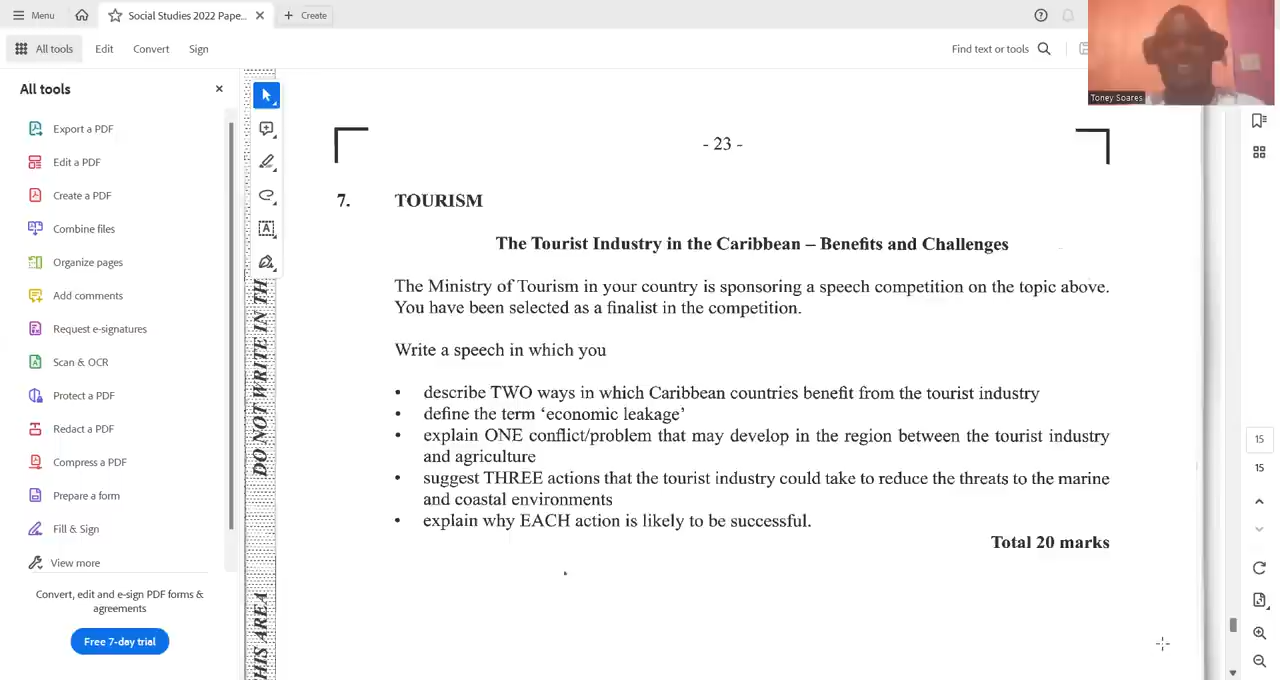 Menu
Social Studies 2022 Pape...
Create
All tools
Edit
Convert
Sign
Find text or tools
Toney Soares
All tools
Export a PDF
Edit a PDF
Create a PDF
Combine files
Organize pages
Add comments
Request e-signatures
Scan & OCR
Protect a PDF
Redact a PDF
Compress a PDF
Prepare a form
Fill & Sign
View more
Convert, edit and e-sign PDF forms &
agreements
Free 7-day trial
DO NOT WRITE IN TH
HIS AREA
- 23 -
7. TOURISM
The Tourist Industry in the Caribbean – Benefits and Challenges
The Ministry of Tourism in your country is sponsoring a speech competition on the topic above.
You have been selected as a finalist in the competition.
Write a speech in which you
• describe TWO ways in which Caribbean countries benefit from the tourist industry
• define the term ‘economic leakage’
• explain ONE conflict/problem that may develop in the region between the tourist industry
and agriculture
• suggest THREE actions that the tourist industry could take to reduce the threats to the marine
and coastal environments
• explain why EACH action is likely to be successful.
Total 20 marks
15
15